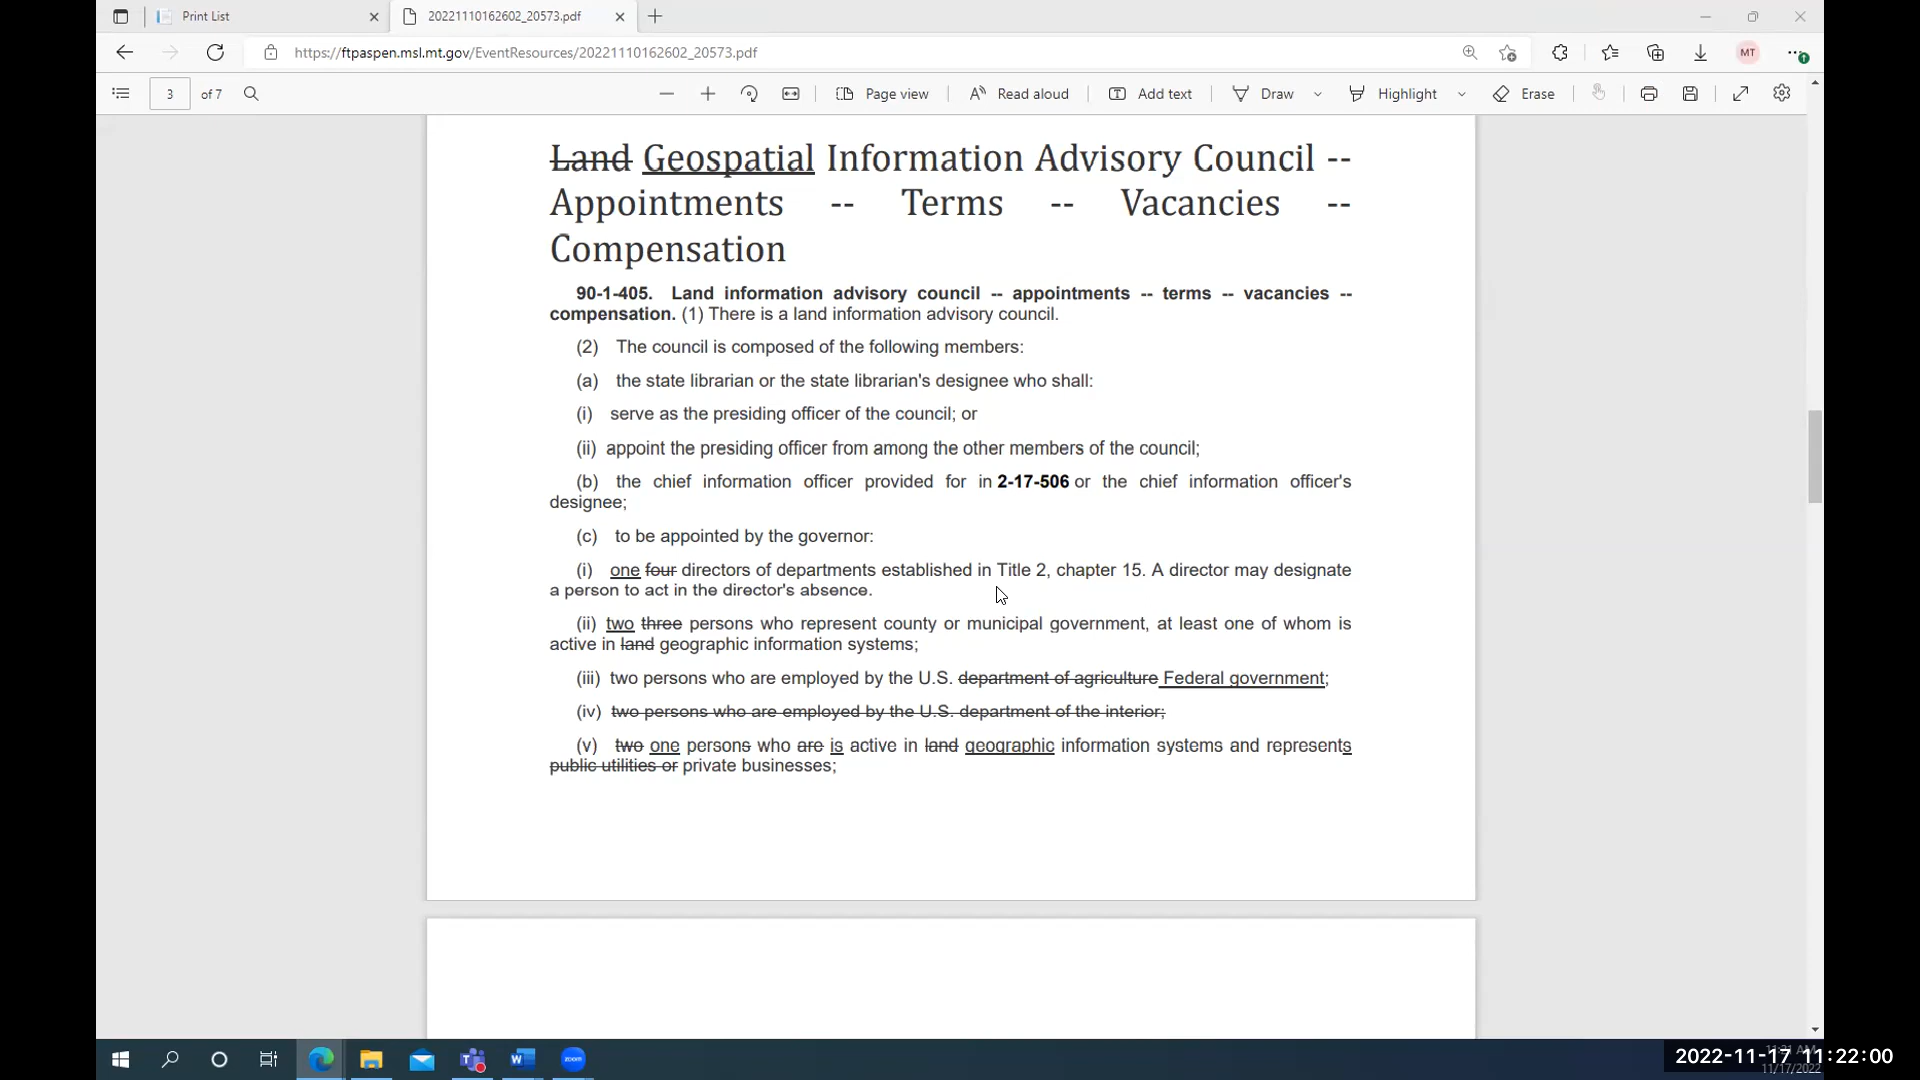 Print List
20221110162602_20573.pdf
https://ftpaspen.msl.mt.gov/EventResources/20221110162602_20573.pdf
MT
3 of 7
Page view
Read aloud
Add text
Draw
Highlight
Erase
Land Geospatial Information Advisory Council --
Appointments -- Terms -- Vacancies --
Compensation
90-1-405. Land information advisory council -- appointments -- terms -- vacancies --
compensation. (1) There is a land information advisory council.
(2) The council is composed of the following members:
(a) the state librarian or the state librarian's designee who shall:
(i) serve as the presiding officer of the council; or
(ii) appoint the presiding officer from among the other members of the council;
(b) the chief information officer provided for in 2-17-506 or the chief information officer's
designee;
(c) to be appointed by the governor:
(i) one four directors of departments established in Title 2, chapter 15. A director may designate
a person to act in the director's absence.
(ii) two three persons who represent county or municipal government, at least one of whom is
active in land geographic information systems;
(iii) two persons who are employed by the U.S. department of agriculture Federal government;
(iv) two persons who are employed by the U.S. department of the interior;
(v) two one persons who are is active in land geographic information systems and represents
public utilities or private businesses;
zoom
11:21 AM
11/17/2022
2022-11-17 11:22:00